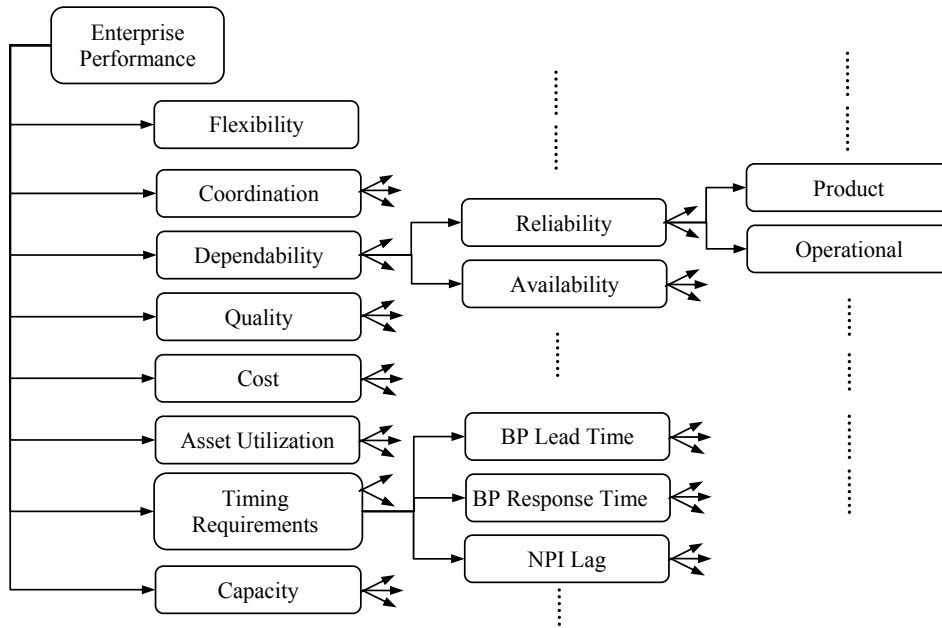 Enterprise
Performance
Flexibility
Coordination
Dependability
Quality
Cost
Asset Utilization
Timing
Requirements
Capacity
Reliability
Availability
BP Lead Time
BP Response Time
NPI Lag
Product
Operational